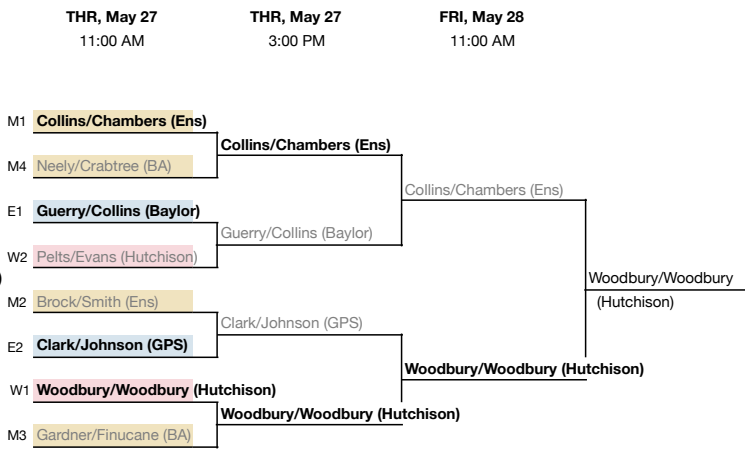 THR, May 27 THR, May 27 FRI, May 28
11:00 AM 3:00 PM 11:00 AM
M1 Collins/Chambers (Ens)
Collins/Chambers (Ens)
M4 Neely/Crabtree (BA)
Collins/Chambers (Ens)
E1 Guerry/Collins (Baylor)
Guerry/Collins (Baylor)
W2 Pelts/Evans (Hutchison)
)
Woodbury/Woodbury
(Hutchison)
M2 Brock/Smith (Ens)
Clark/Johnson (GPS)
E2 Clark/Johnson (GPS)
Woodbury/Woodbury (Hutchison)
W1 Woodbury/Woodbury (Hutchison)
Woodbury/Woodbury (Hutchison)
M3 Gardner/Finucane (BA)